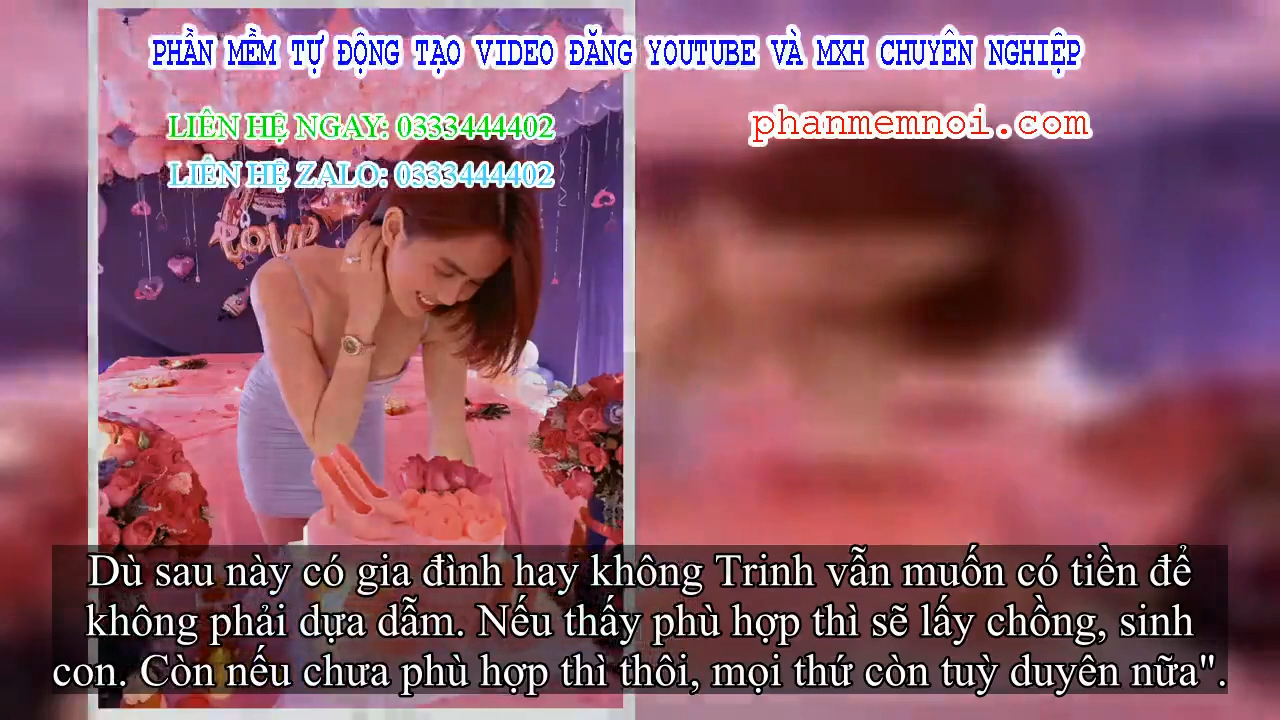 PHẦN MỀM TỰ ĐỘNG TẠO VIDEO ĐĂNG YOUTUBE VÀ MXH CHUYÊN NGHIỆP
LIÊN HỆ NGAY: 0333444402
phanmemnoi.com
LIÊN HỆ ZALO: 0333444402
Dù sau này có gia đình hay không Trinh vẫn muốn có tiền để
không phải dựa dẫm. Nếu thấy phù hợp thì sẽ lấy chồng, sinh
con. Còn nếu chưa phù hợp thì thôi, mọi thứ còn tuỳ duyên nữa".